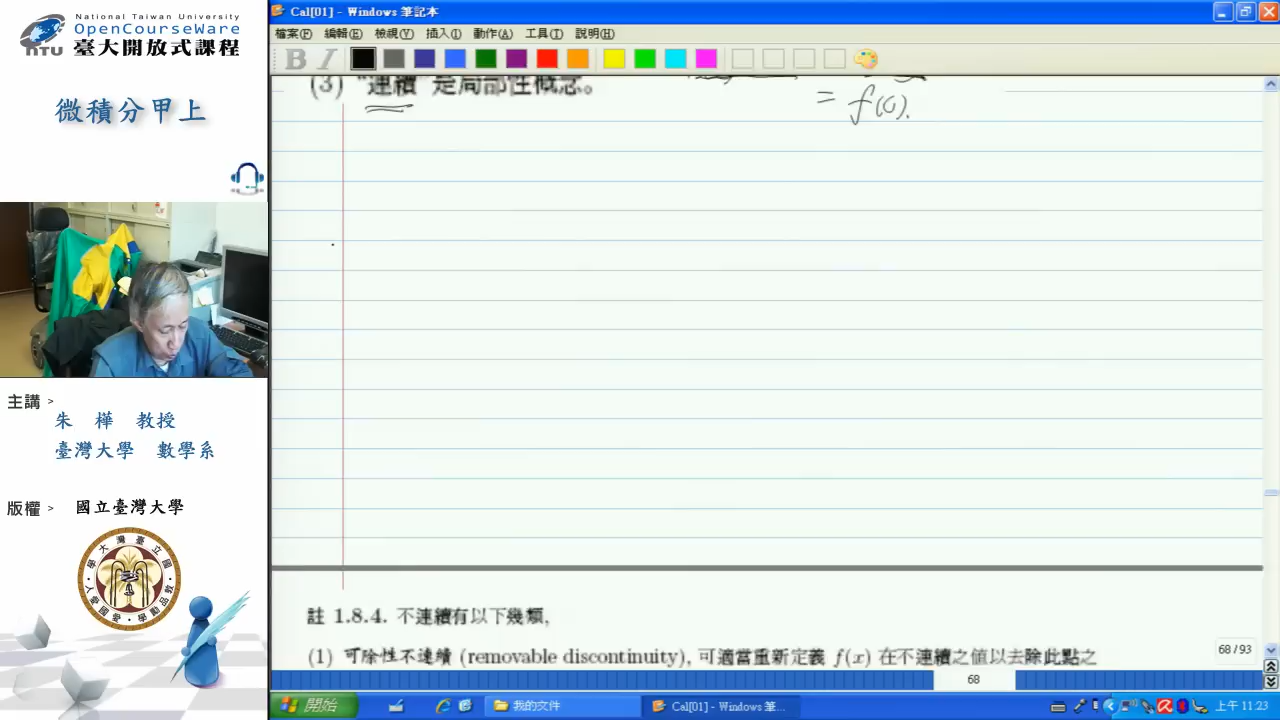 National Taiwan University
OpenCourseWare
臺大開放式課程
NTU
微積分甲上
主講 >
朱 樺 教授
臺灣大學 數學系
版權 >
國立臺灣大學
Cal[01] - Windows 筆記本
檔案(F) 編輯(E) 檢視(V) 插入(I) 動作(A) 工具(T) 說明(H)
B I
(3) “連續” 是局部性概念。
= f(0).
註 1.8.4. 不連續有以下幾類,
(1) 可除性不連續 (removable discontinuity), 可適當重新定義 f(x) 在不連續之值以去除此點之
68/93
68
開始
我的文件
Cal[01] - Windows 筆...
上午 11:23